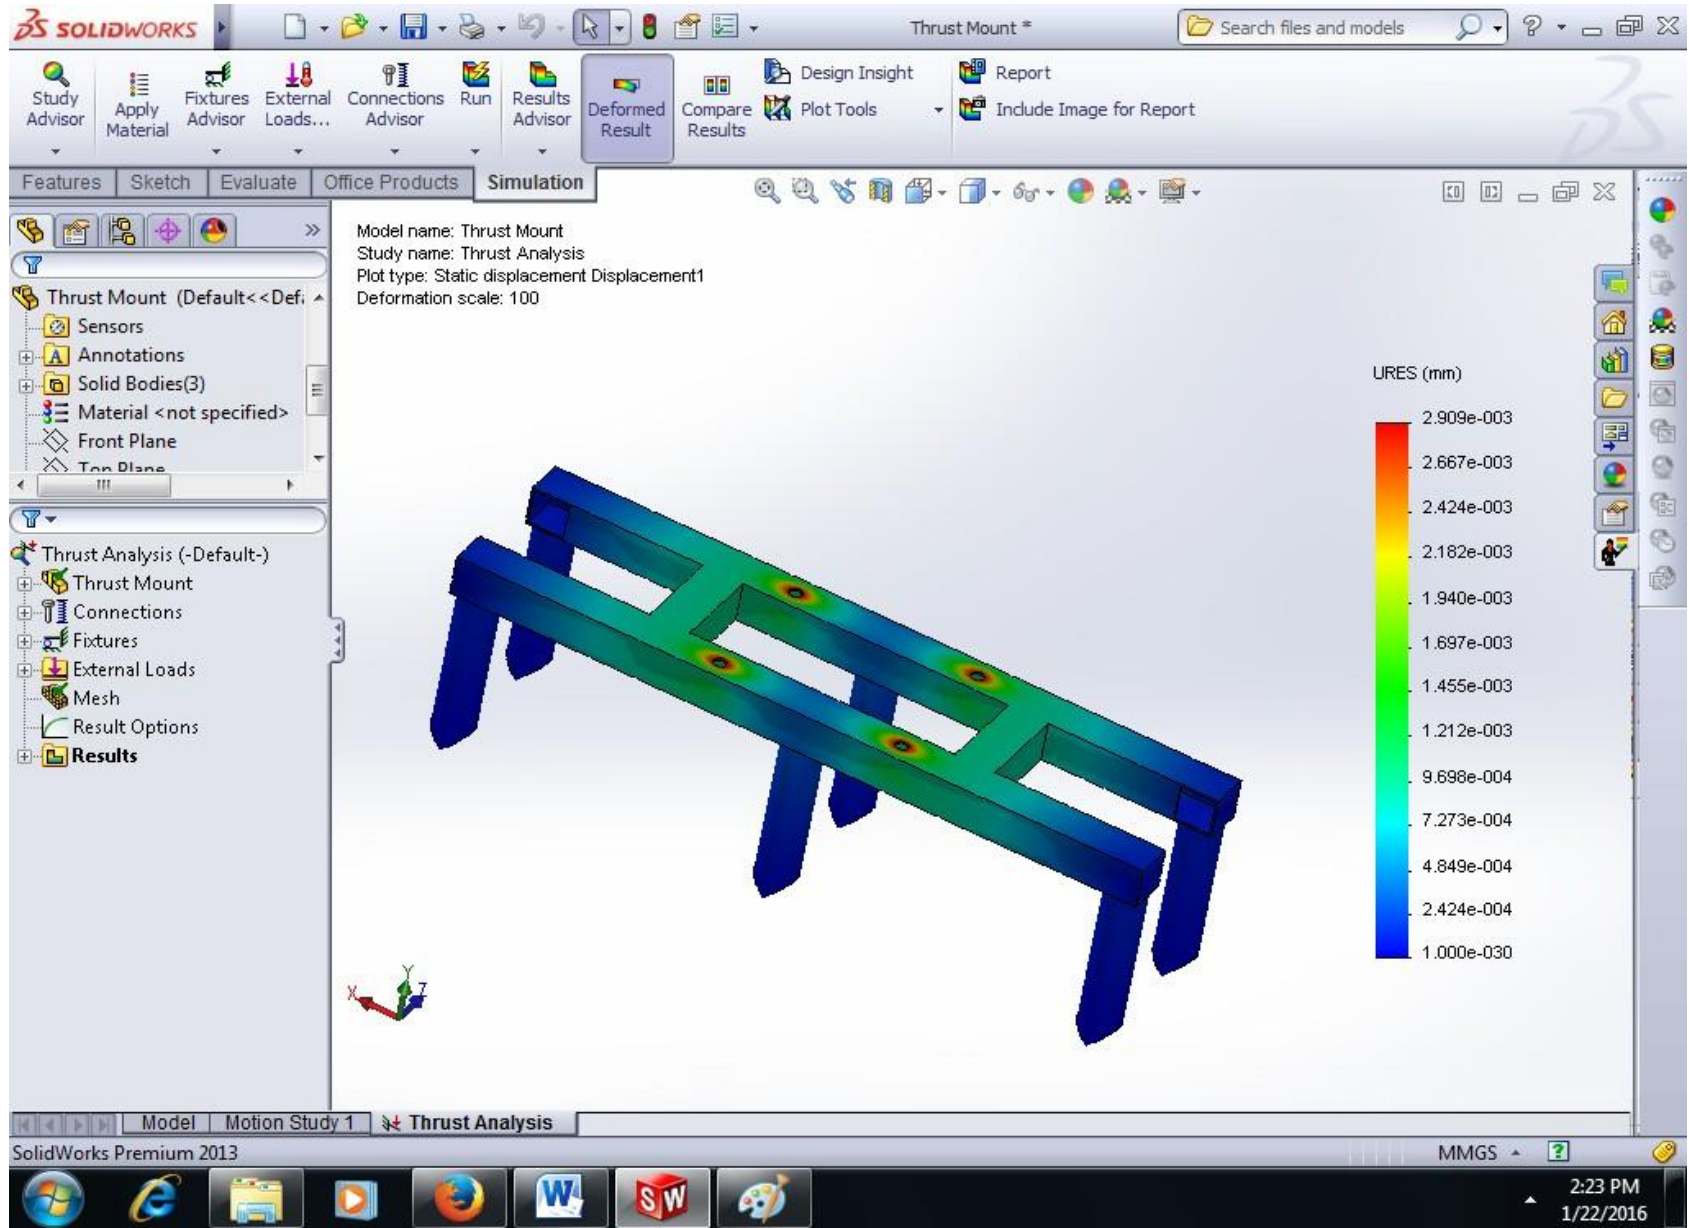 SOLIDWORKS
Thrust Mount *
Search files and models
Study Advisor
Apply Material
Fixtures Advisor
External Loads...
Connections Advisor
Run
Results Advisor
Deformed Result
Compare Results
Design Insight
Plot Tools
Report
Include Image for Report
Features
Sketch
Evaluate
Office Products
Simulation
Thrust Mount (Default<<Def
Sensors
Annotations
Solid Bodies(3)
Material <not specified>
Front Plane
Top Plane
Thrust Analysis (-Default-)
Thrust Mount
Connections
Fixtures
External Loads
Mesh
Result Options
Results
Model name: Thrust Mount
Study name: Thrust Analysis
Plot type: Static displacement Displacement1
Deformation scale: 100
URES (mm)
2.909e-003
2.667e-003
2.424e-003
2.182e-003
1.940e-003
1.697e-003
1.455e-003
1.212e-003
9.698e-004
7.273e-004
4.849e-004
2.424e-004
1.000e-030
Y
X
Z
Model
Motion Study 1
Thrust Analysis
SolidWorks Premium 2013
MMGS
2:23 PM
1/22/2016